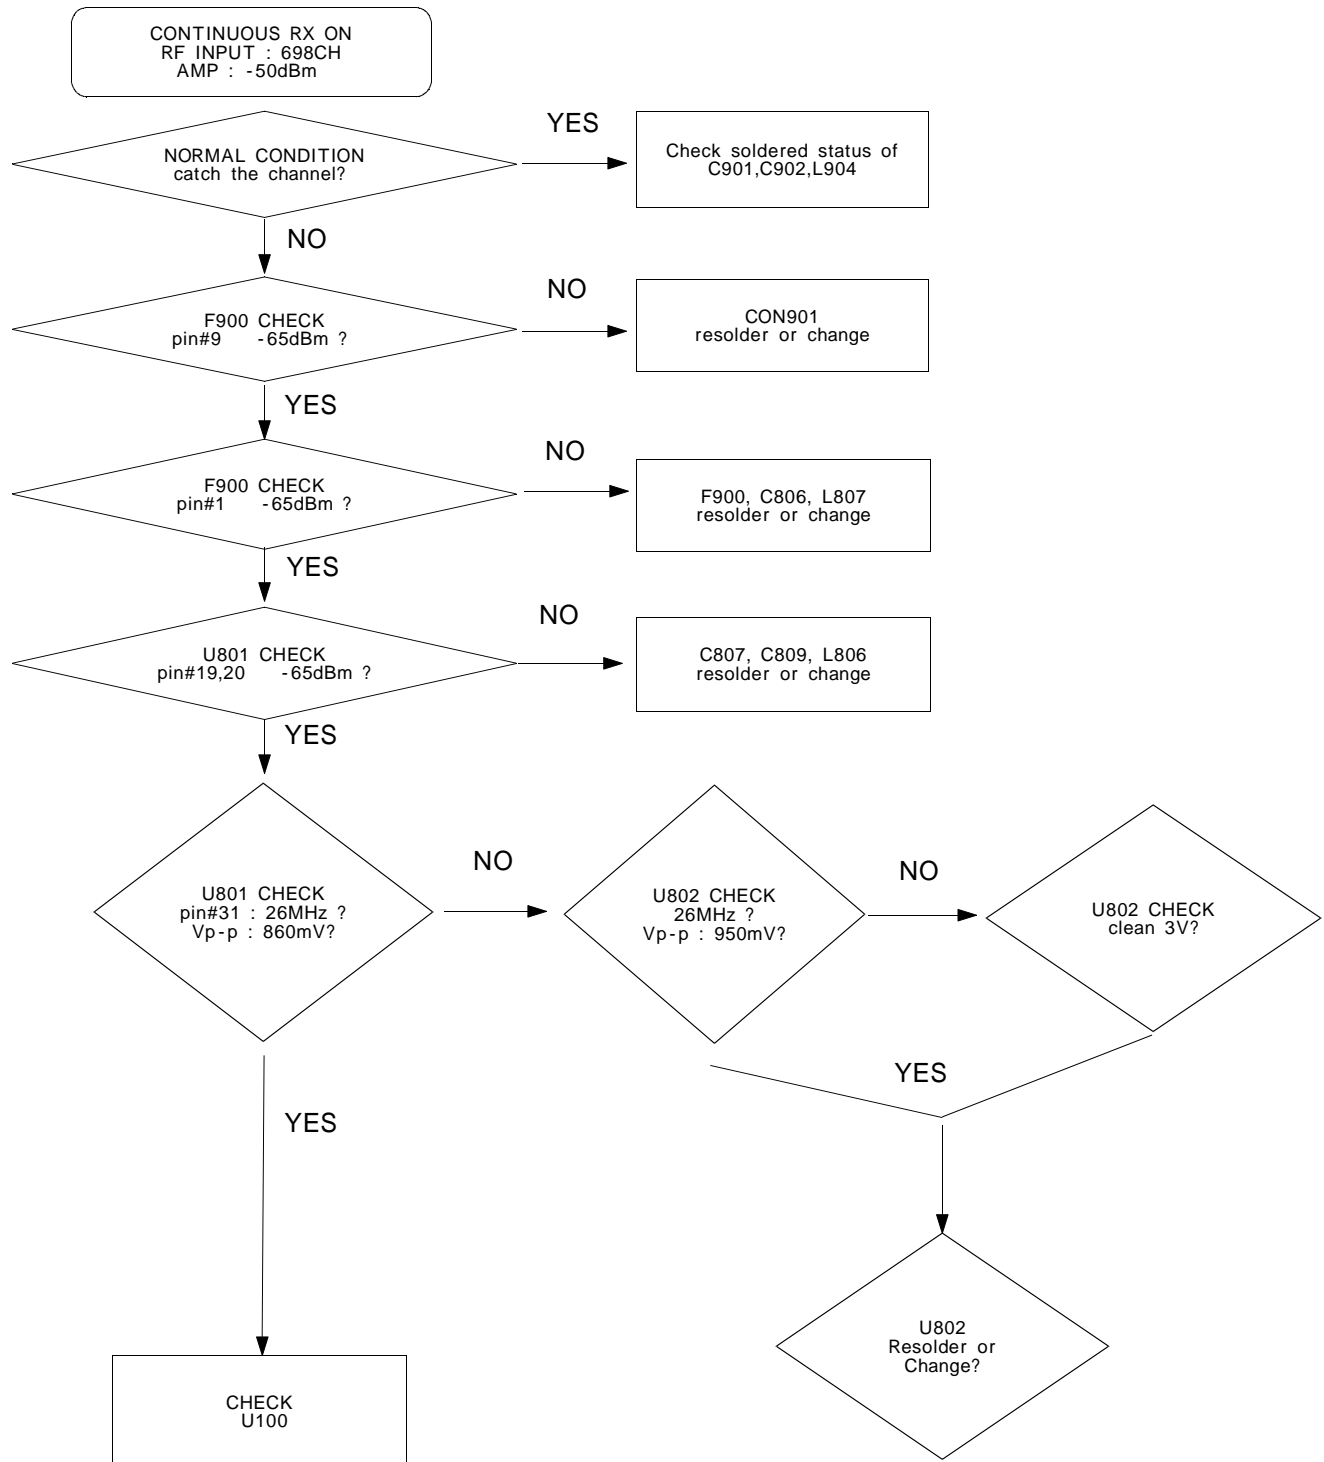 CONTINUOUS RX ON
RF INPUT : 698CH
AMP : -50dBm
NORMAL CONDITION
catch the channel?
YES
Check soldered status of
C901,C902,L904
NO
F900 CHECK
pin#9 -65dBm ?
NO
CON901
resolder or change
YES
F900 CHECK
pin#1 -65dBm ?
NO
F900, C806, L807
resolder or change
YES
U801 CHECK
pin#19,20 -65dBm ?
NO
C807, C809, L806
resolder or change
YES
U801 CHECK
pin#31 : 26MHz ?
Vp-p : 860mV?
NO
U802 CHECK
26MHz ?
Vp-p : 950mV?
NO
U802 CHECK
clean 3V?
YES
YES
U802
Resolder or
Change?
CHECK
U100